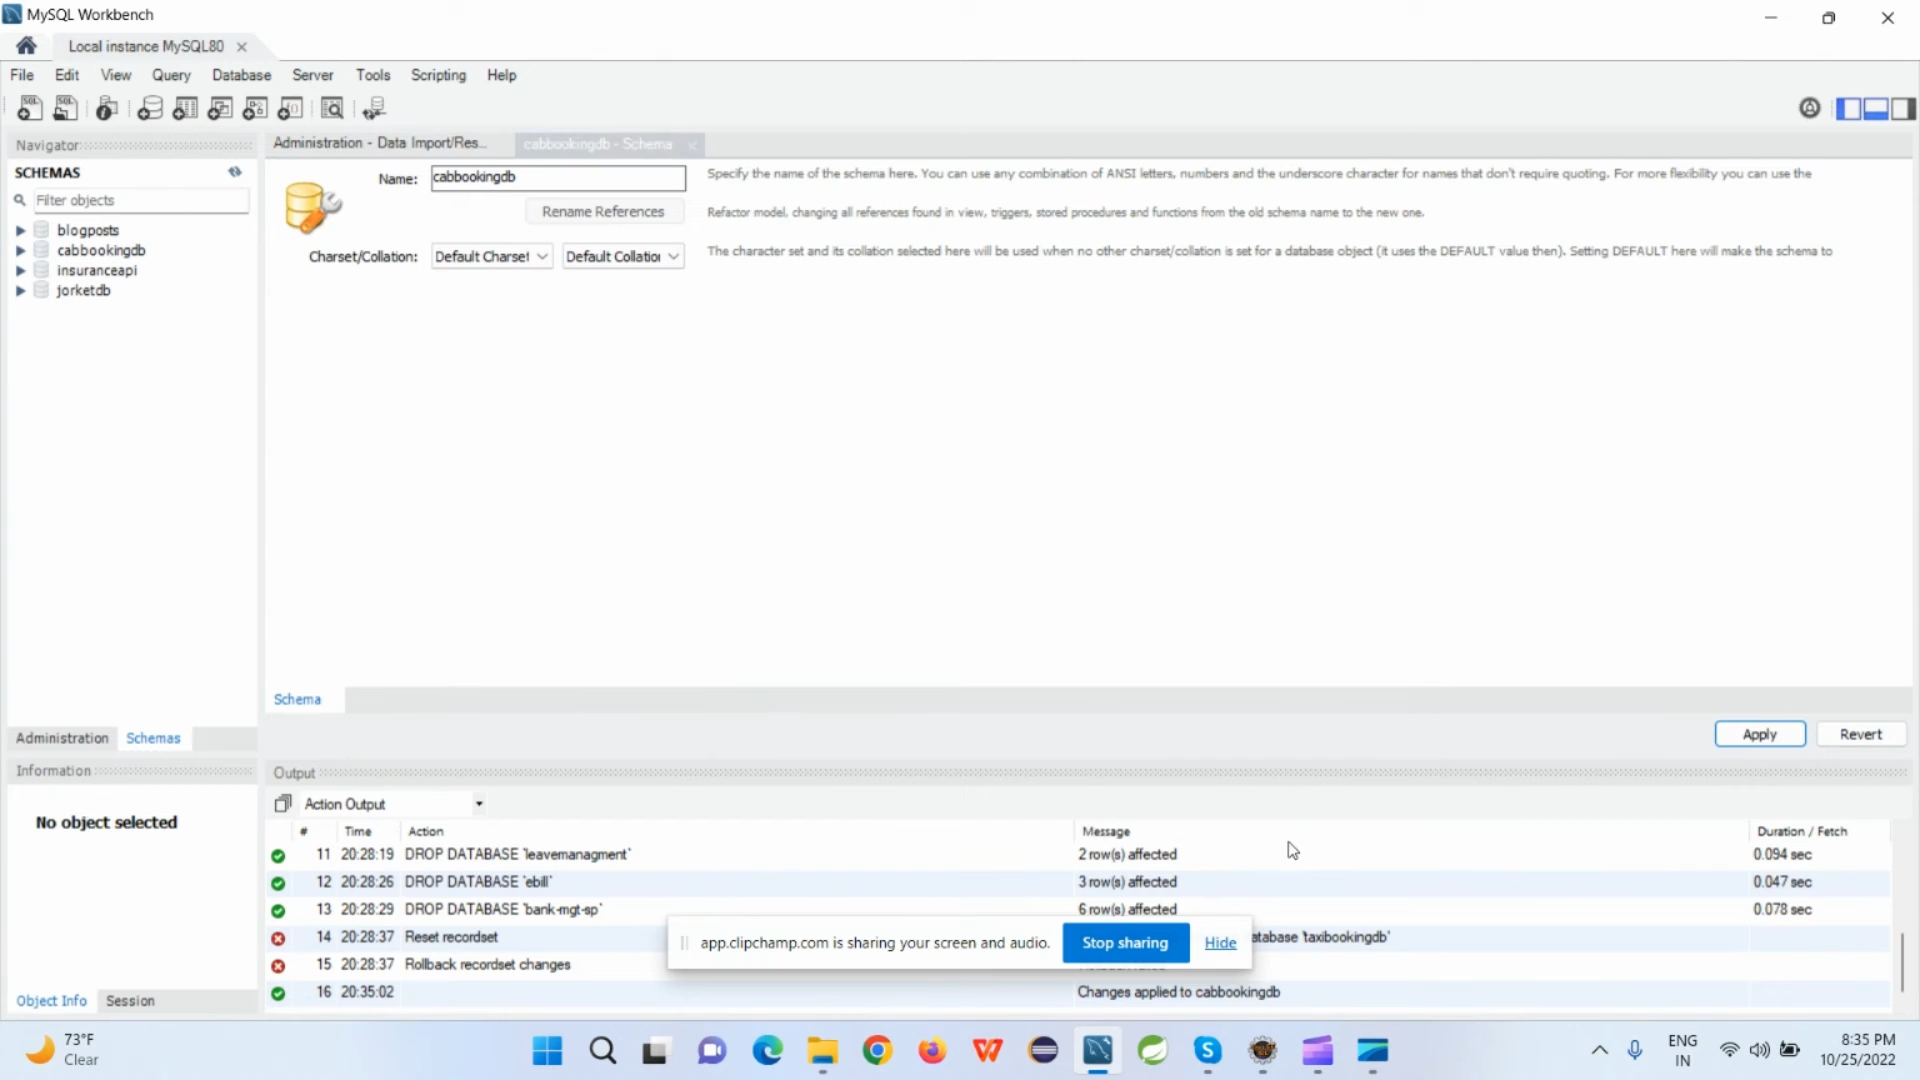 MySQL Workbench
Local instance MySQL80
File Edit View Query Database Server Tools Scripting Help
Navigator
SCHEMAS
Filter objects
blogposts
cabbookingdb
insuranceapi
jorketdb
Administration Schemas
Information
No object selected
Object Info Session
Administration - Data Import/Res...
cabbookingdb - Schema
Name: cabbookingdb
Specify the name of the schema here. You can use any combination of ANSI letters, numbers and the underscore character for names that don't require quoting. For more flexibility you can use the
Rename References
Refactor model, changing all references found in view, triggers, stored procedures and functions from the old schema name to the new one.
Charset/Collation: Default Charset Default Collation
The character set and its collation selected here will be used when no other charset/collation is set for a database object (it uses the DEFAULT value then). Setting DEFAULT here will make the schema to
Schema
Apply Revert
Output
Action Output
# Time Action Message Duration / Fetch
11 20:28:19 DROP DATABASE `leavemanagment` 2 row(s) affected 0.094 sec
12 20:28:26 DROP DATABASE `ebill` 3 row(s) affected 0.047 sec
13 20:28:29 DROP DATABASE `bank-mgt-sp` 6 row(s) affected 0.078 sec
14 20:28:37 Reset recordset atabase 'taxibookingdb'
15 20:28:37 Rollback recordset changes
16 20:35:02 Changes applied to cabbookingdb
app.clipchamp.com is sharing your screen and audio. Stop sharing Hide
73°F
Clear
ENG
IN
8:35 PM
10/25/2022